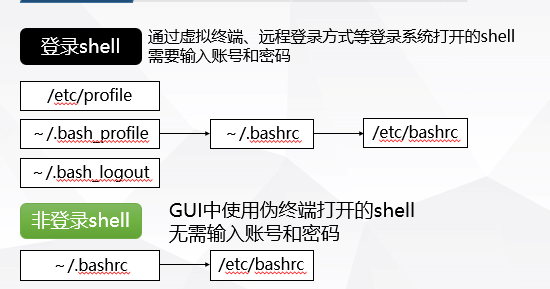 登录shell
通过虚拟终端、远程登录方式等登录系统打开的shell
需要输入账号和密码
/etc/profile
~/.bash_profile
~/.bashrc
/etc/bashrc
~/.bash_logout
非登录shell
GUI中使用伪终端打开的shell
无需输入账号和密码
~/.bashrc
/etc/bashrc